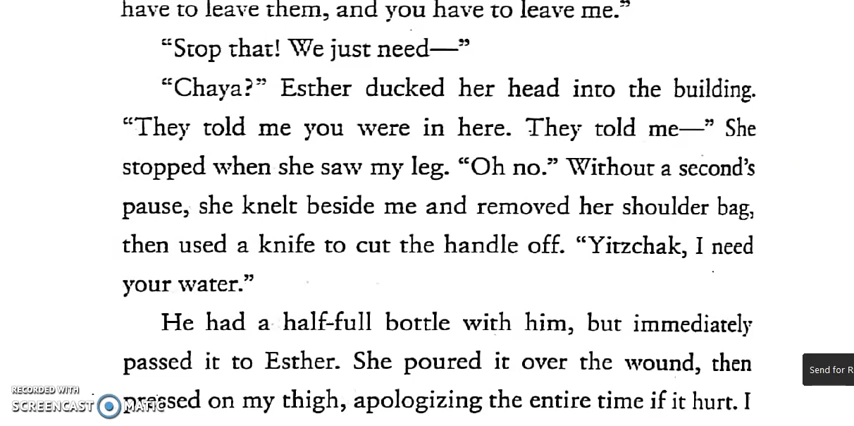 have to leave them, and you have to leave me.”
“Stop that! We just need—”
“Chaya?” Esther ducked her head into the building.
“They told me you were in here. They told me—” She
stopped when she saw my leg. “Oh no.” Without a second’s
pause, she knelt beside me and removed her shoulder bag,
then used a knife to cut the handle off. “Yitzchak, I need
your water.”
He had a half-full bottle with him, but immediately
passed it to Esther. She poured it over the wound, then
Send for R
pressed on my thigh, apologizing the entire time if it hurt. I
RECORDED WITH
SCREENCAST MATIC